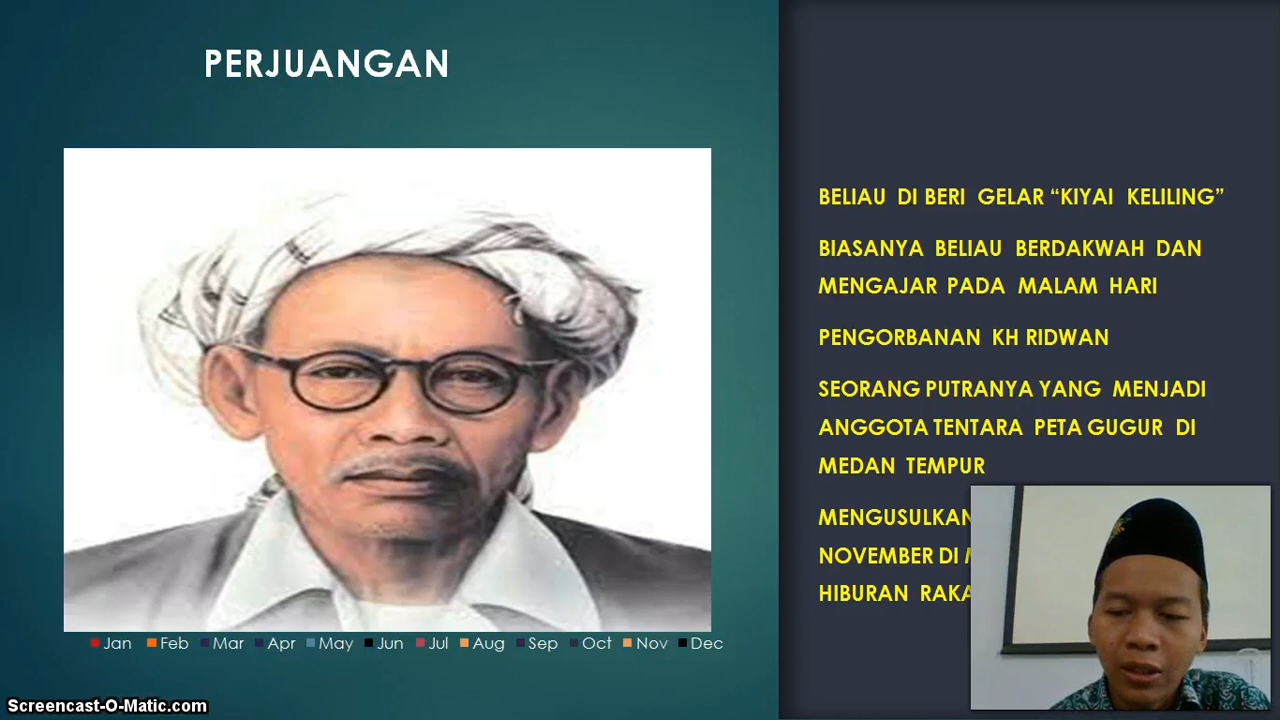 PERJUANGAN
BELIAU DI BERI GELAR “KIYAI KELILING”
BIASANYA BELIAU BERDAKWAH DAN
MENGAJAR PADA MALAM HARI
PENGORBANAN KH RIDWAN
SEORANG PUTRANYA YANG MENJADI
ANGGOTA TENTARA PETA GUGUR DI
MEDAN TEMPUR
MENGUSULKAN
NOVEMBER DI
HIBURAN
Jan Feb Mar Apr May Jun Jul Aug Sep Oct Nov Dec
Screencast-O-Matic.com